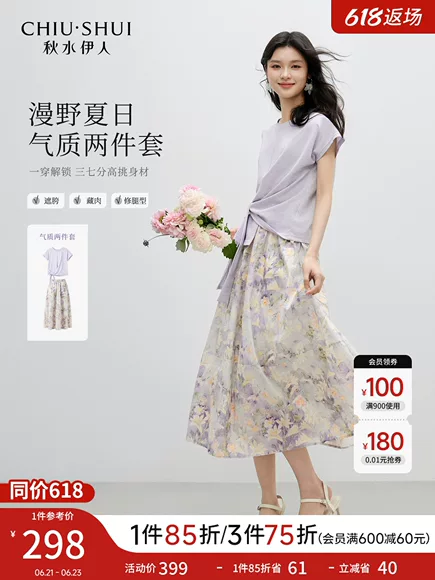 CHIU·SHUI
秋水伊人
618返场
漫野夏日
气质两件套
一穿解锁 三七分高挑身材
遮胯
藏肉
修腿型
气质两件套
会员领券
¥100
满900使用
¥180
0.01元抢券
同价618
1件参考价
¥298
06.21 - 06.23
1件85折/3件75折(会员满600减60元)
活动价 399 — 1件85折省 61 — 立减省 40